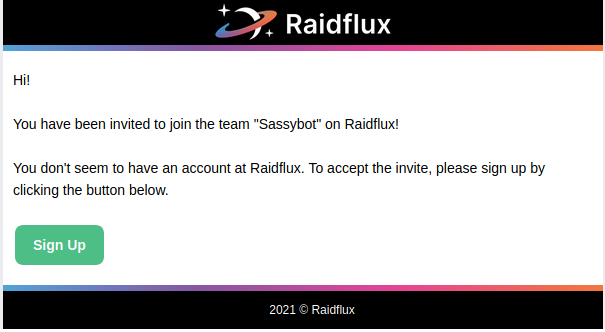 Raidflux
Hi!
You have been invited to join the team "Sassybot" on Raidflux!
You don't seem to have an account at Raidflux. To accept the invite, please sign up by
clicking the button below.
Sign Up
2021 © Raidflux